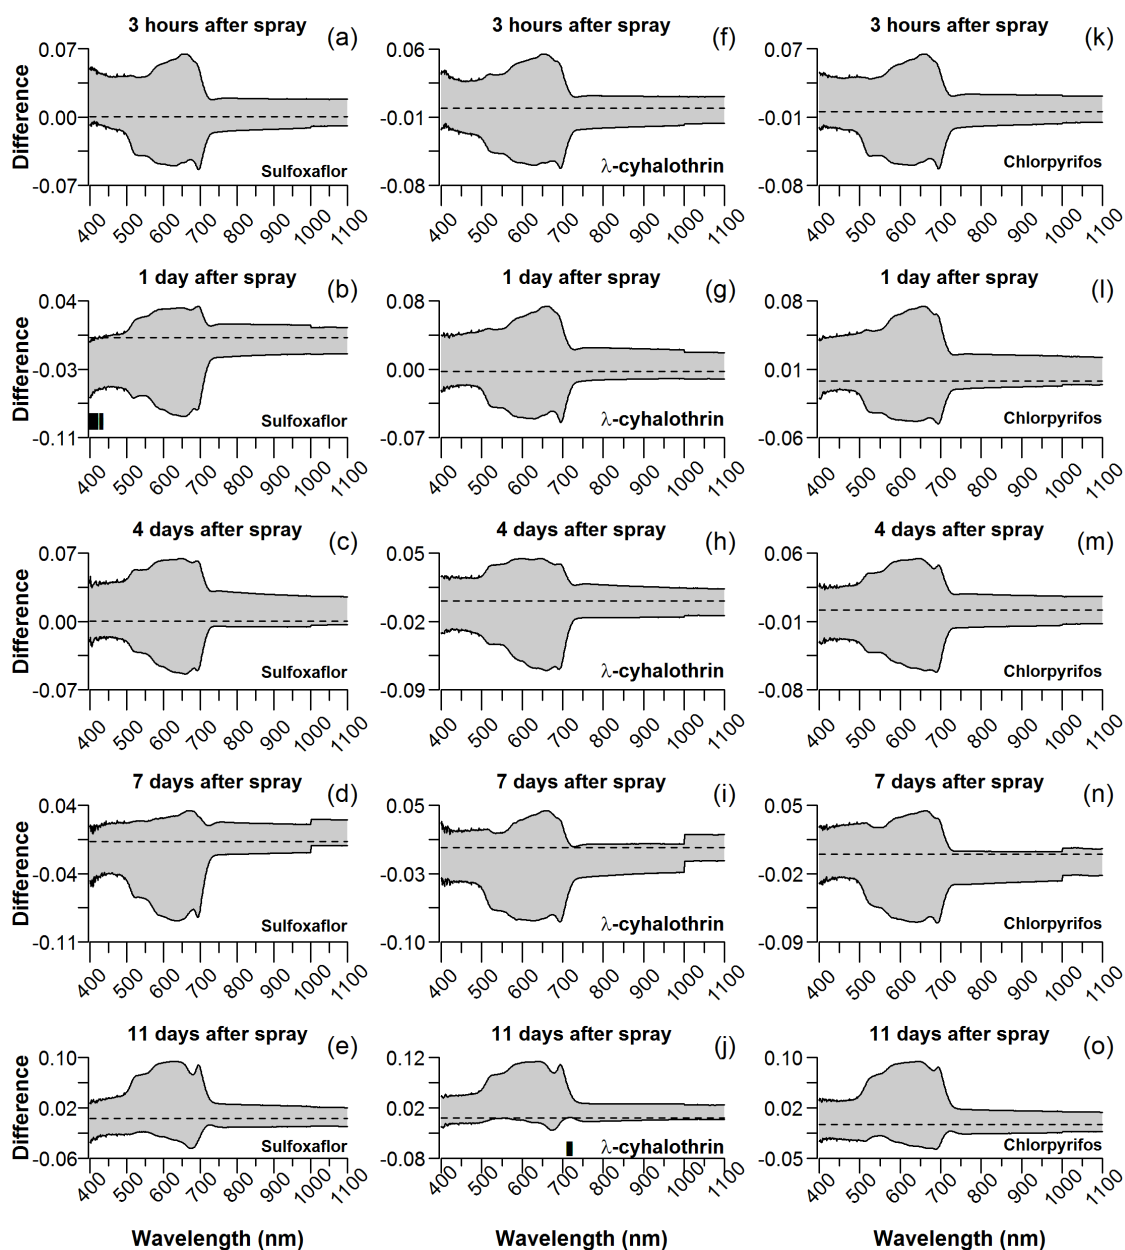 3 hours after spray (a) 3 hours after spray (f) 3 hours after spray (k)
0.07 0.06 0.07
Difference 0.00 -0.01 -0.01
Sulfoxaflor λ-cyhalothrin Chlorpyrifos
-0.07 -0.08 -0.08
400 500 600 700 800 900 1000 1100 400 500 600 700 800 900 1000 1100 400 500 600 700 800 900 1000 1100
1 day after spray (b) 1 day after spray (g) 1 day after spray (l)
0.04 0.08 0.08
Difference -0.03 0.00 0.01
Sulfoxaflor λ-cyhalothrin Chlorpyrifos
-0.11 -0.07 -0.06
400 500 600 700 800 900 1000 1100 400 500 600 700 800 900 1000 1100 400 500 600 700 800 900 1000 1100
4 days after spray (c) 4 days after spray (h) 4 days after spray (m)
0.07 0.05 0.06
Difference 0.00 -0.02 -0.01
Sulfoxaflor λ-cyhalothrin Chlorpyrifos
-0.07 -0.09 -0.08
400 500 600 700 800 900 1000 1100 400 500 600 700 800 900 1000 1100 400 500 600 700 800 900 1000 1100
7 days after spray (d) 7 days after spray (i) 7 days after spray (n)
0.04 0.05 0.05
Difference -0.04 -0.03 -0.02
Sulfoxaflor λ-cyhalothrin Chlorpyrifos
-0.11 -0.10 -0.09
400 500 600 700 800 900 1000 1100 400 500 600 700 800 900 1000 1100 400 500 600 700 800 900 1000 1100
11 days after spray (e) 11 days after spray (j) 11 days after spray (o)
0.10 0.12 0.10
Difference 0.02 0.02 0.02
Sulfoxaflor λ-cyhalothrin Chlorpyrifos
-0.06 -0.08 -0.05
400 500 600 700 800 900 1000 1100 400 500 600 700 800 900 1000 1100 400 500 600 700 800 900 1000 1100
Wavelength (nm) Wavelength (nm) Wavelength (nm)